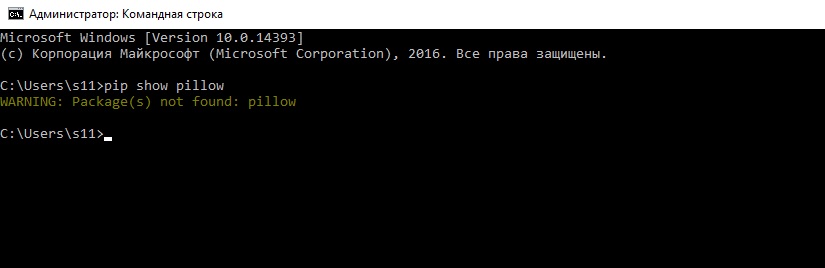 Администратор: Командная строка
Microsoft Windows [Version 10.0.14393]
(c) Корпорация Майкрософт (Microsoft Corporation), 2016. Все права защищены.
C:\Users\s11>pip show pillow
WARNING: Package(s) not found: pillow
C:\Users\s11>